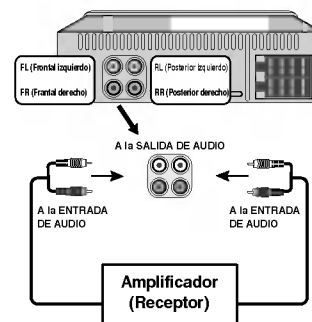 FL (Frontal izquierdo)
FR (Frantal derecho)
RL (Posterior izquierdo)
RR (Posterior derecho)
A la SALIDA DE AUDIO
A la ENTRADA
DE AUDIO
A la ENTRADA
DE AUDIO
Amplificador
(Receptor)